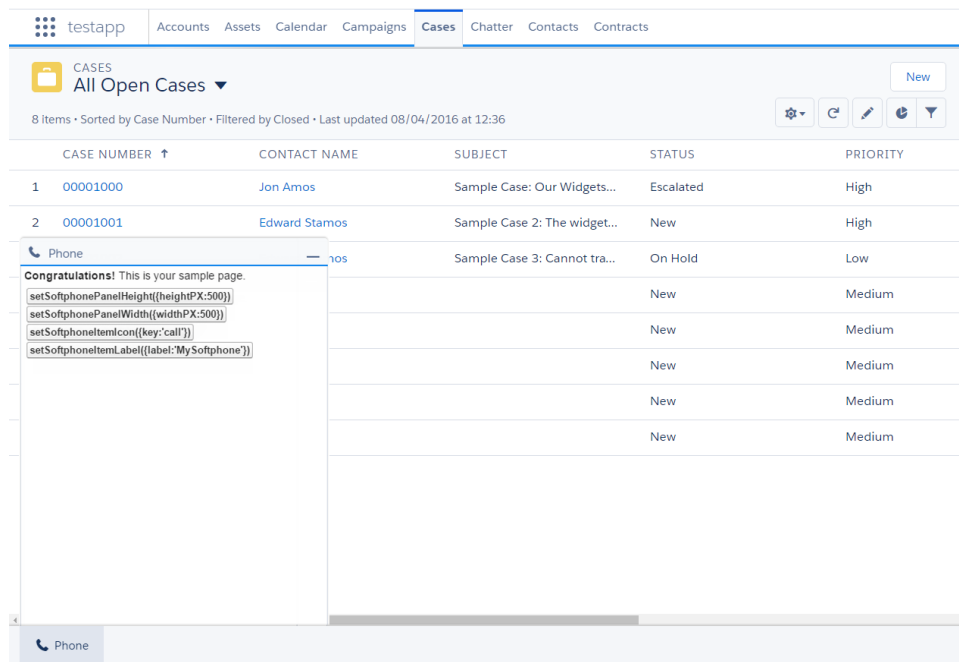 testapp Accounts Assets Calendar Campaigns Cases Chatter Contacts Contracts
CASES
All Open Cases
New
8 items • Sorted by Case Number • Filtered by Closed • Last updated 08/04/2016 at 12:36
CASE NUMBER CONTACT NAME SUBJECT STATUS PRIORITY
1 00001000 Jon Amos Sample Case: Our Widgets... Escalated High
2 00001001 Edward Stamos Sample Case 2: The widget... New High
nos Sample Case 3: Cannot tra... On Hold Low
New Medium
New Medium
New Medium
New Medium
New Medium
Phone
Congratulations! This is your sample page.
setSoftphonePanelHeight({heightPX:500})
setSoftphonePanelWidth({widthPX:500})
setSoftphoneItemIcon({key:'call'})
setSoftphoneItemLabel({label:'MySoftphone'})
Phone